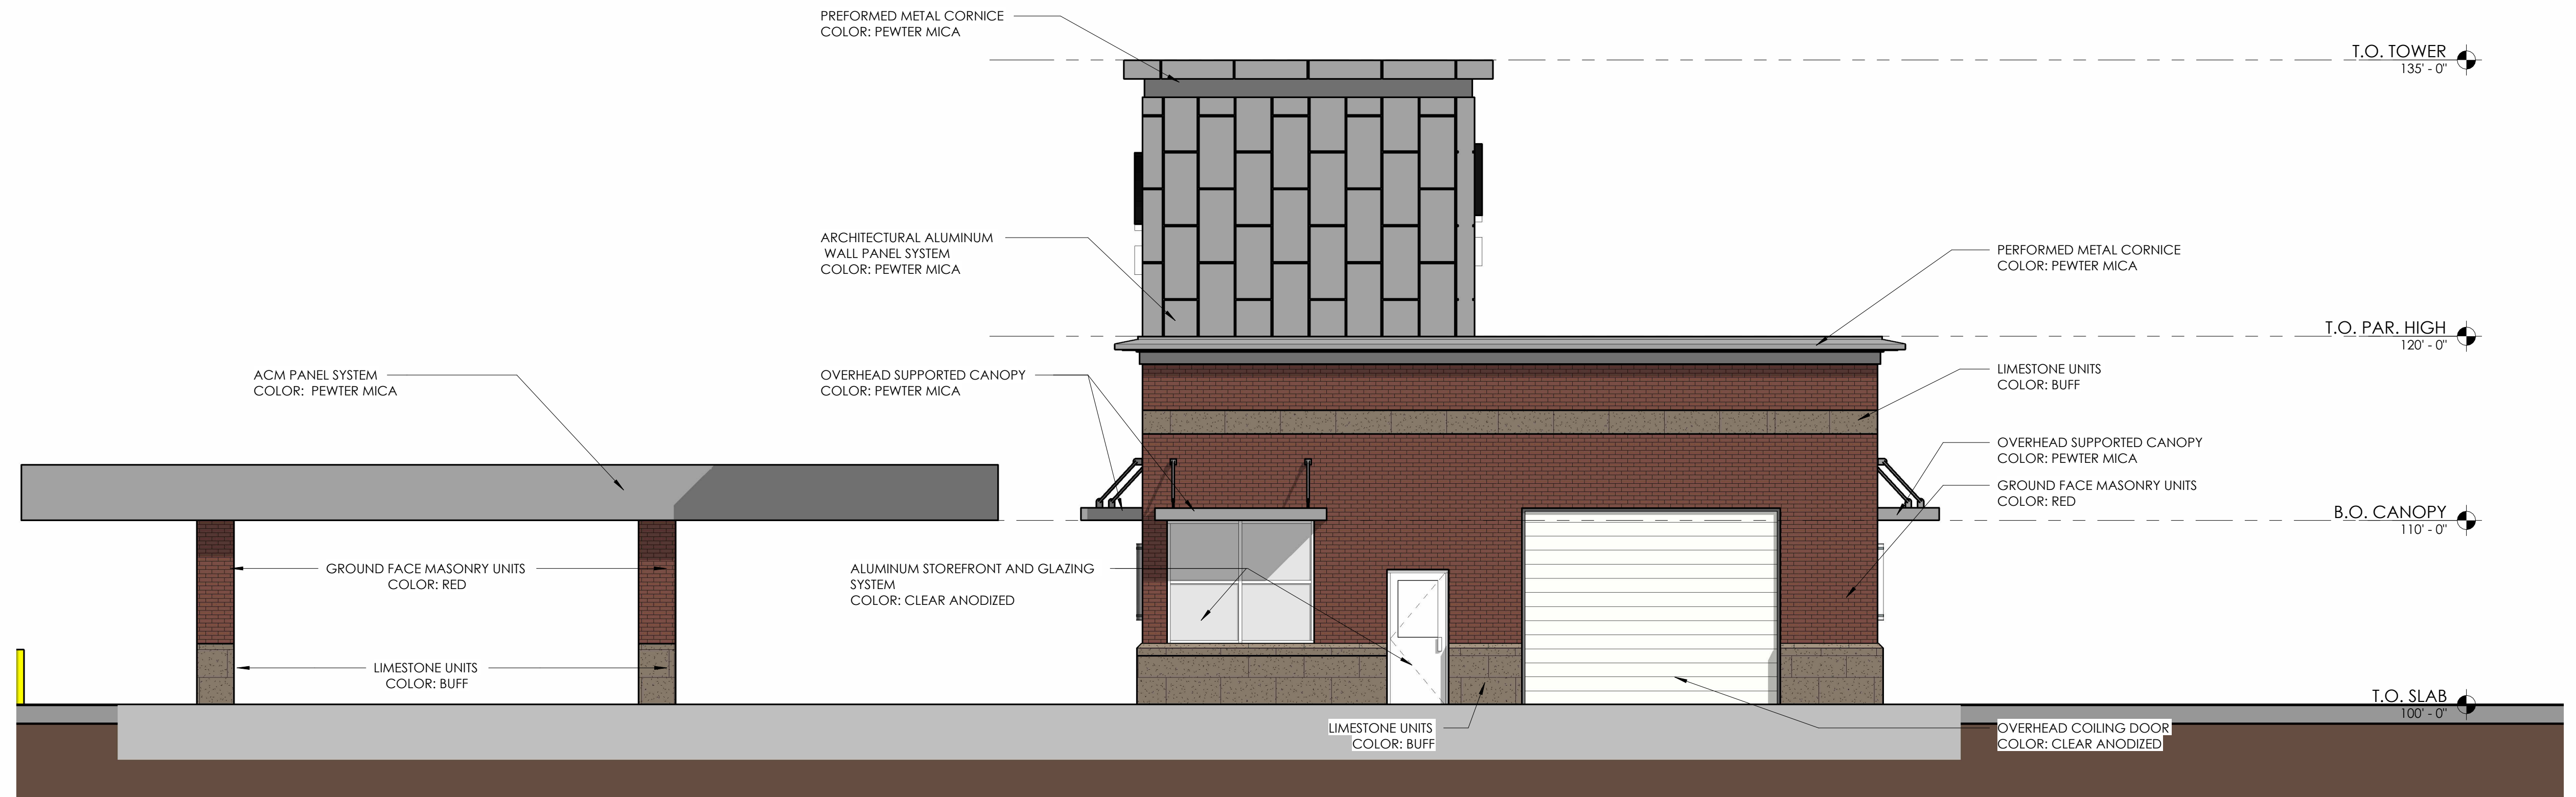 PREFORMED METAL CORNICE
COLOR: PEWTER MICA
T.O. TOWER
135' - 0"
ARCHITECTURAL ALUMINUM
WALL PANEL SYSTEM
COLOR: PEWTER MICA
PERFORMED METAL CORNICE
COLOR: PEWTER MICA
T.O. PAR. HIGH
120' - 0"
ACM PANEL SYSTEM
COLOR: PEWTER MICA
OVERHEAD SUPPORTED CANOPY
COLOR: PEWTER MICA
LIMESTONE UNITS
COLOR: BUFF
OVERHEAD SUPPORTED CANOPY
COLOR: PEWTER MICA
GROUND FACE MASONRY UNITS
COLOR: RED
B.O. CANOPY
110' - 0"
GROUND FACE MASONRY UNITS
COLOR: RED
ALUMINUM STOREFRONT AND GLAZING
SYSTEM
COLOR: CLEAR ANODIZED
LIMESTONE UNITS
COLOR: BUFF
T.O. SLAB
100' - 0"
LIMESTONE UNITS
COLOR: BUFF
OVERHEAD COILING DOOR
COLOR: CLEAR ANODIZED